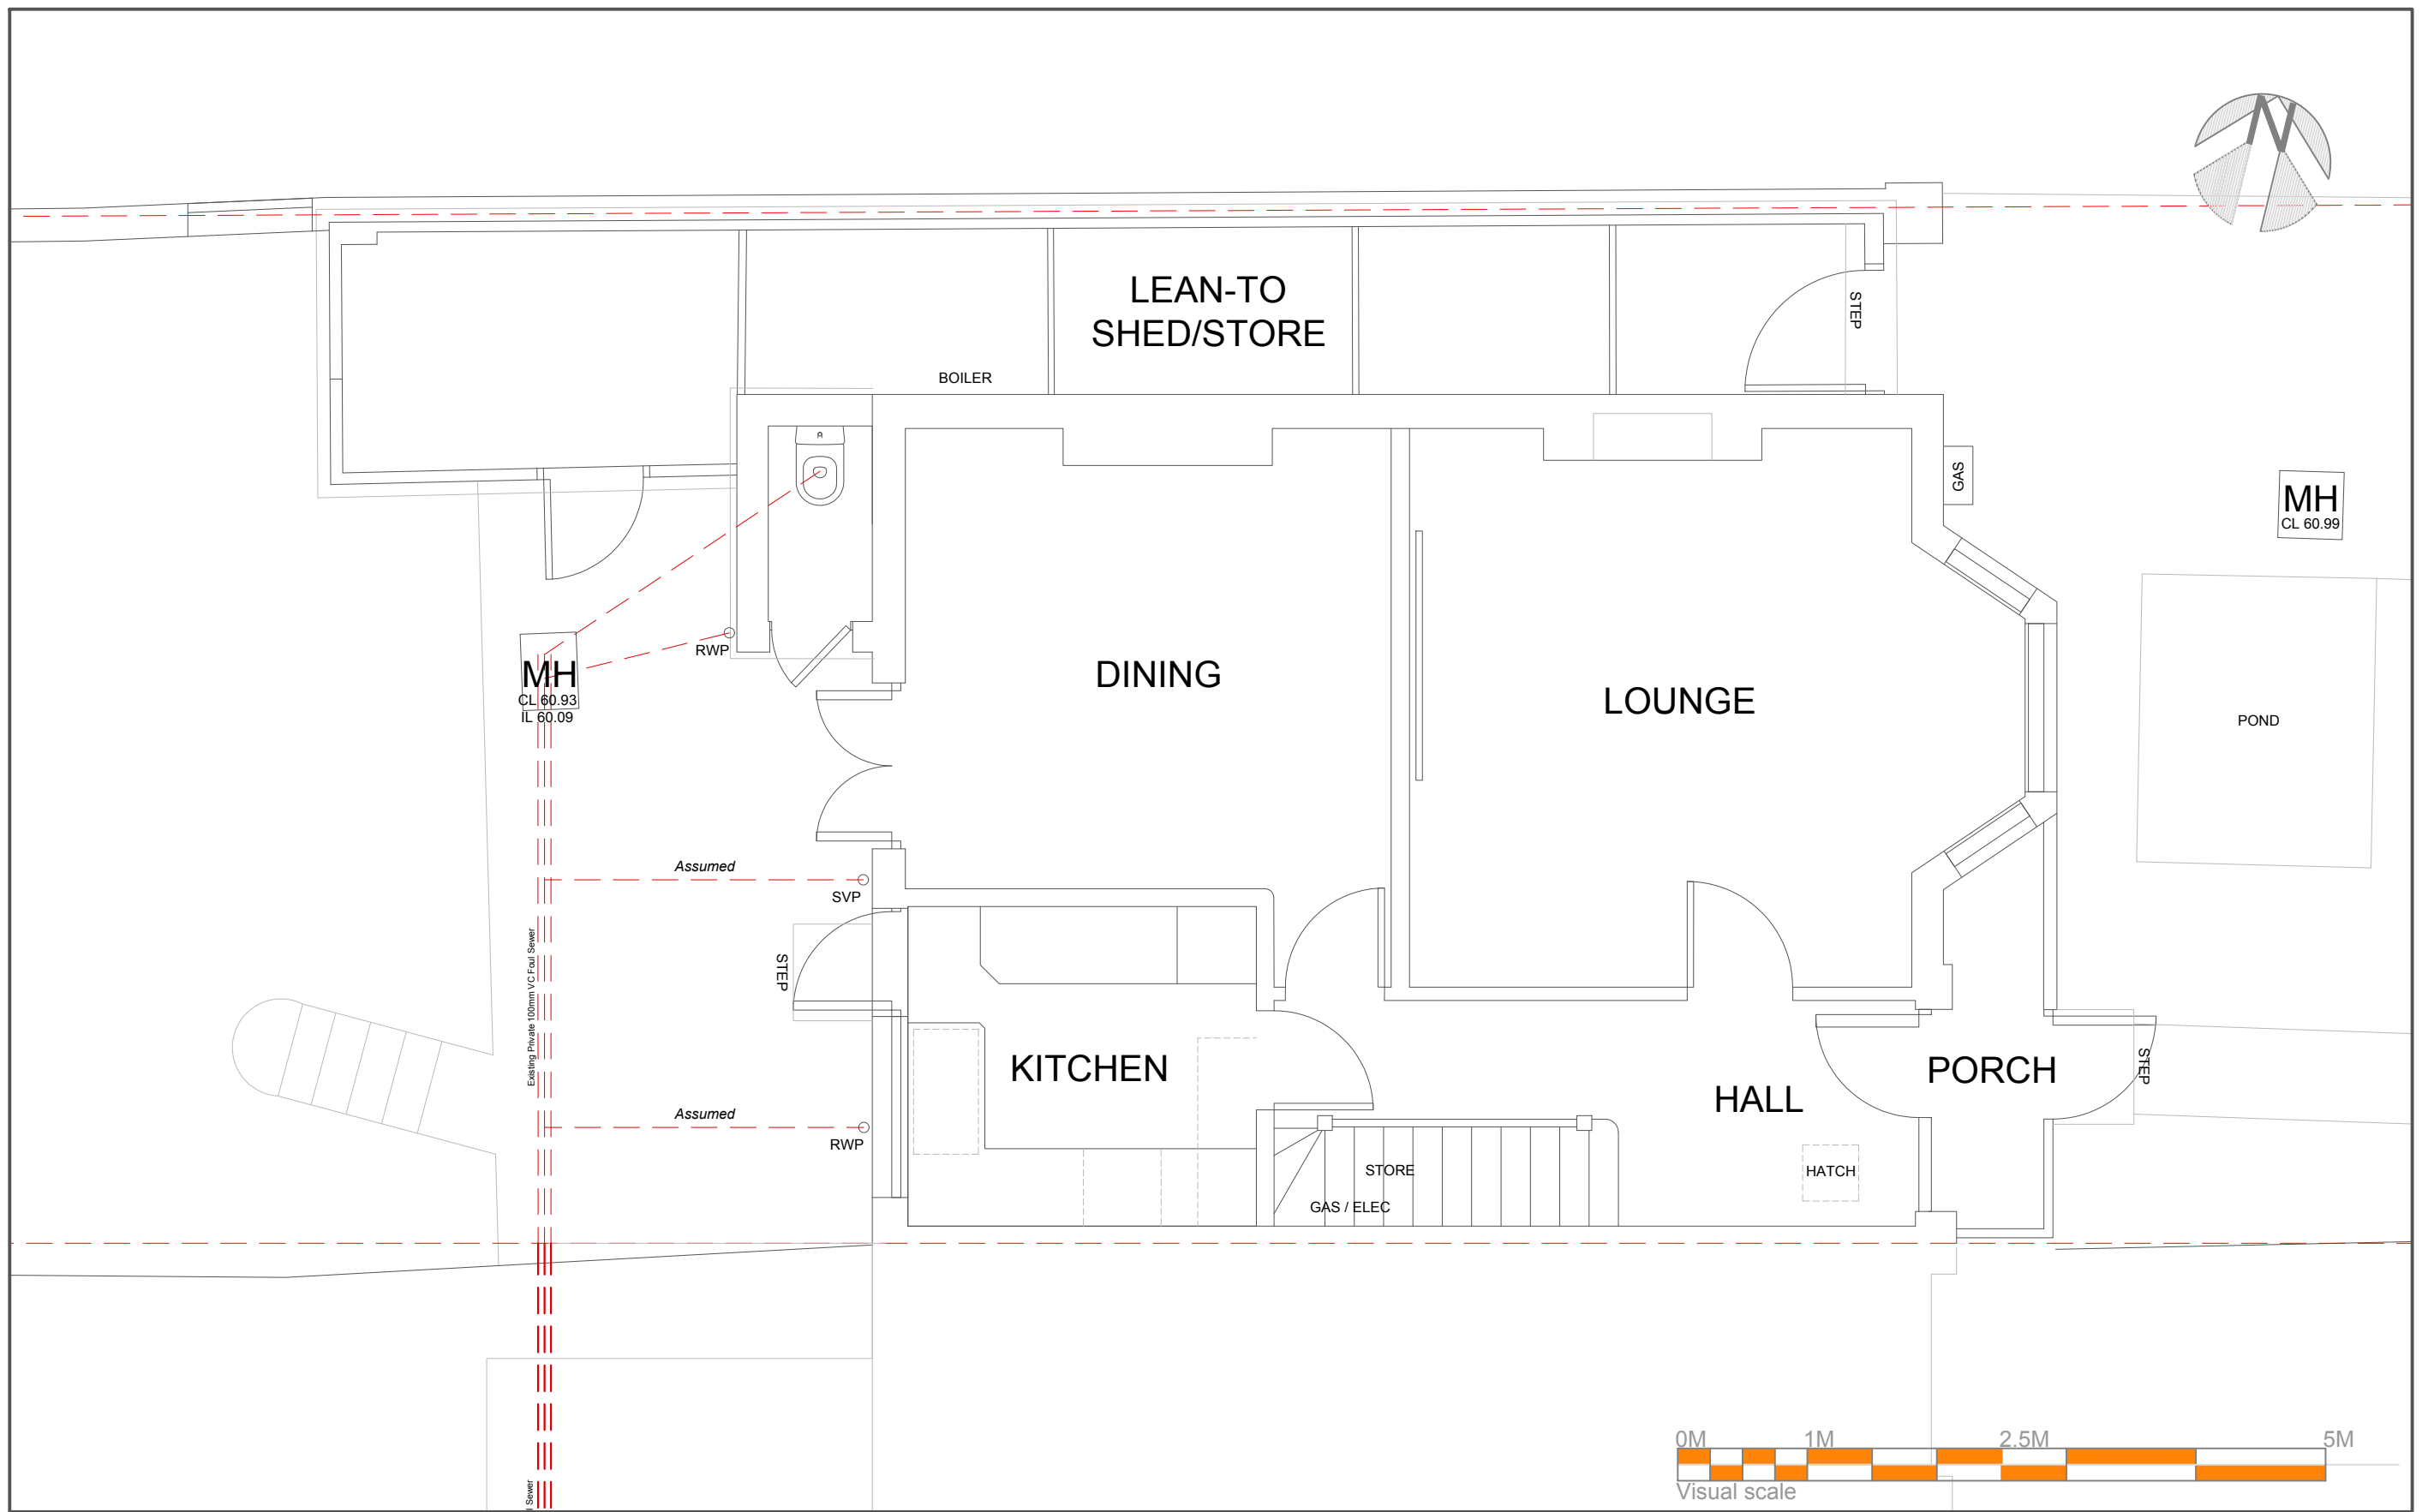 N
LEAN-TO
SHED/STORE
STEP
BOILER
GAS
MH
CL 60.99
RWP
MH
CL 60.93
IL 60.09
DINING
LOUNGE
POND
Assumed
SVP
STEP
Existing Private 100mm VC Foul Sewer
KITCHEN
HALL
PORCH
STEP
Assumed
RWP
STORE
GAS / ELEC
HATCH
Sewer
0M 1M 2.5M 5M
Visual scale